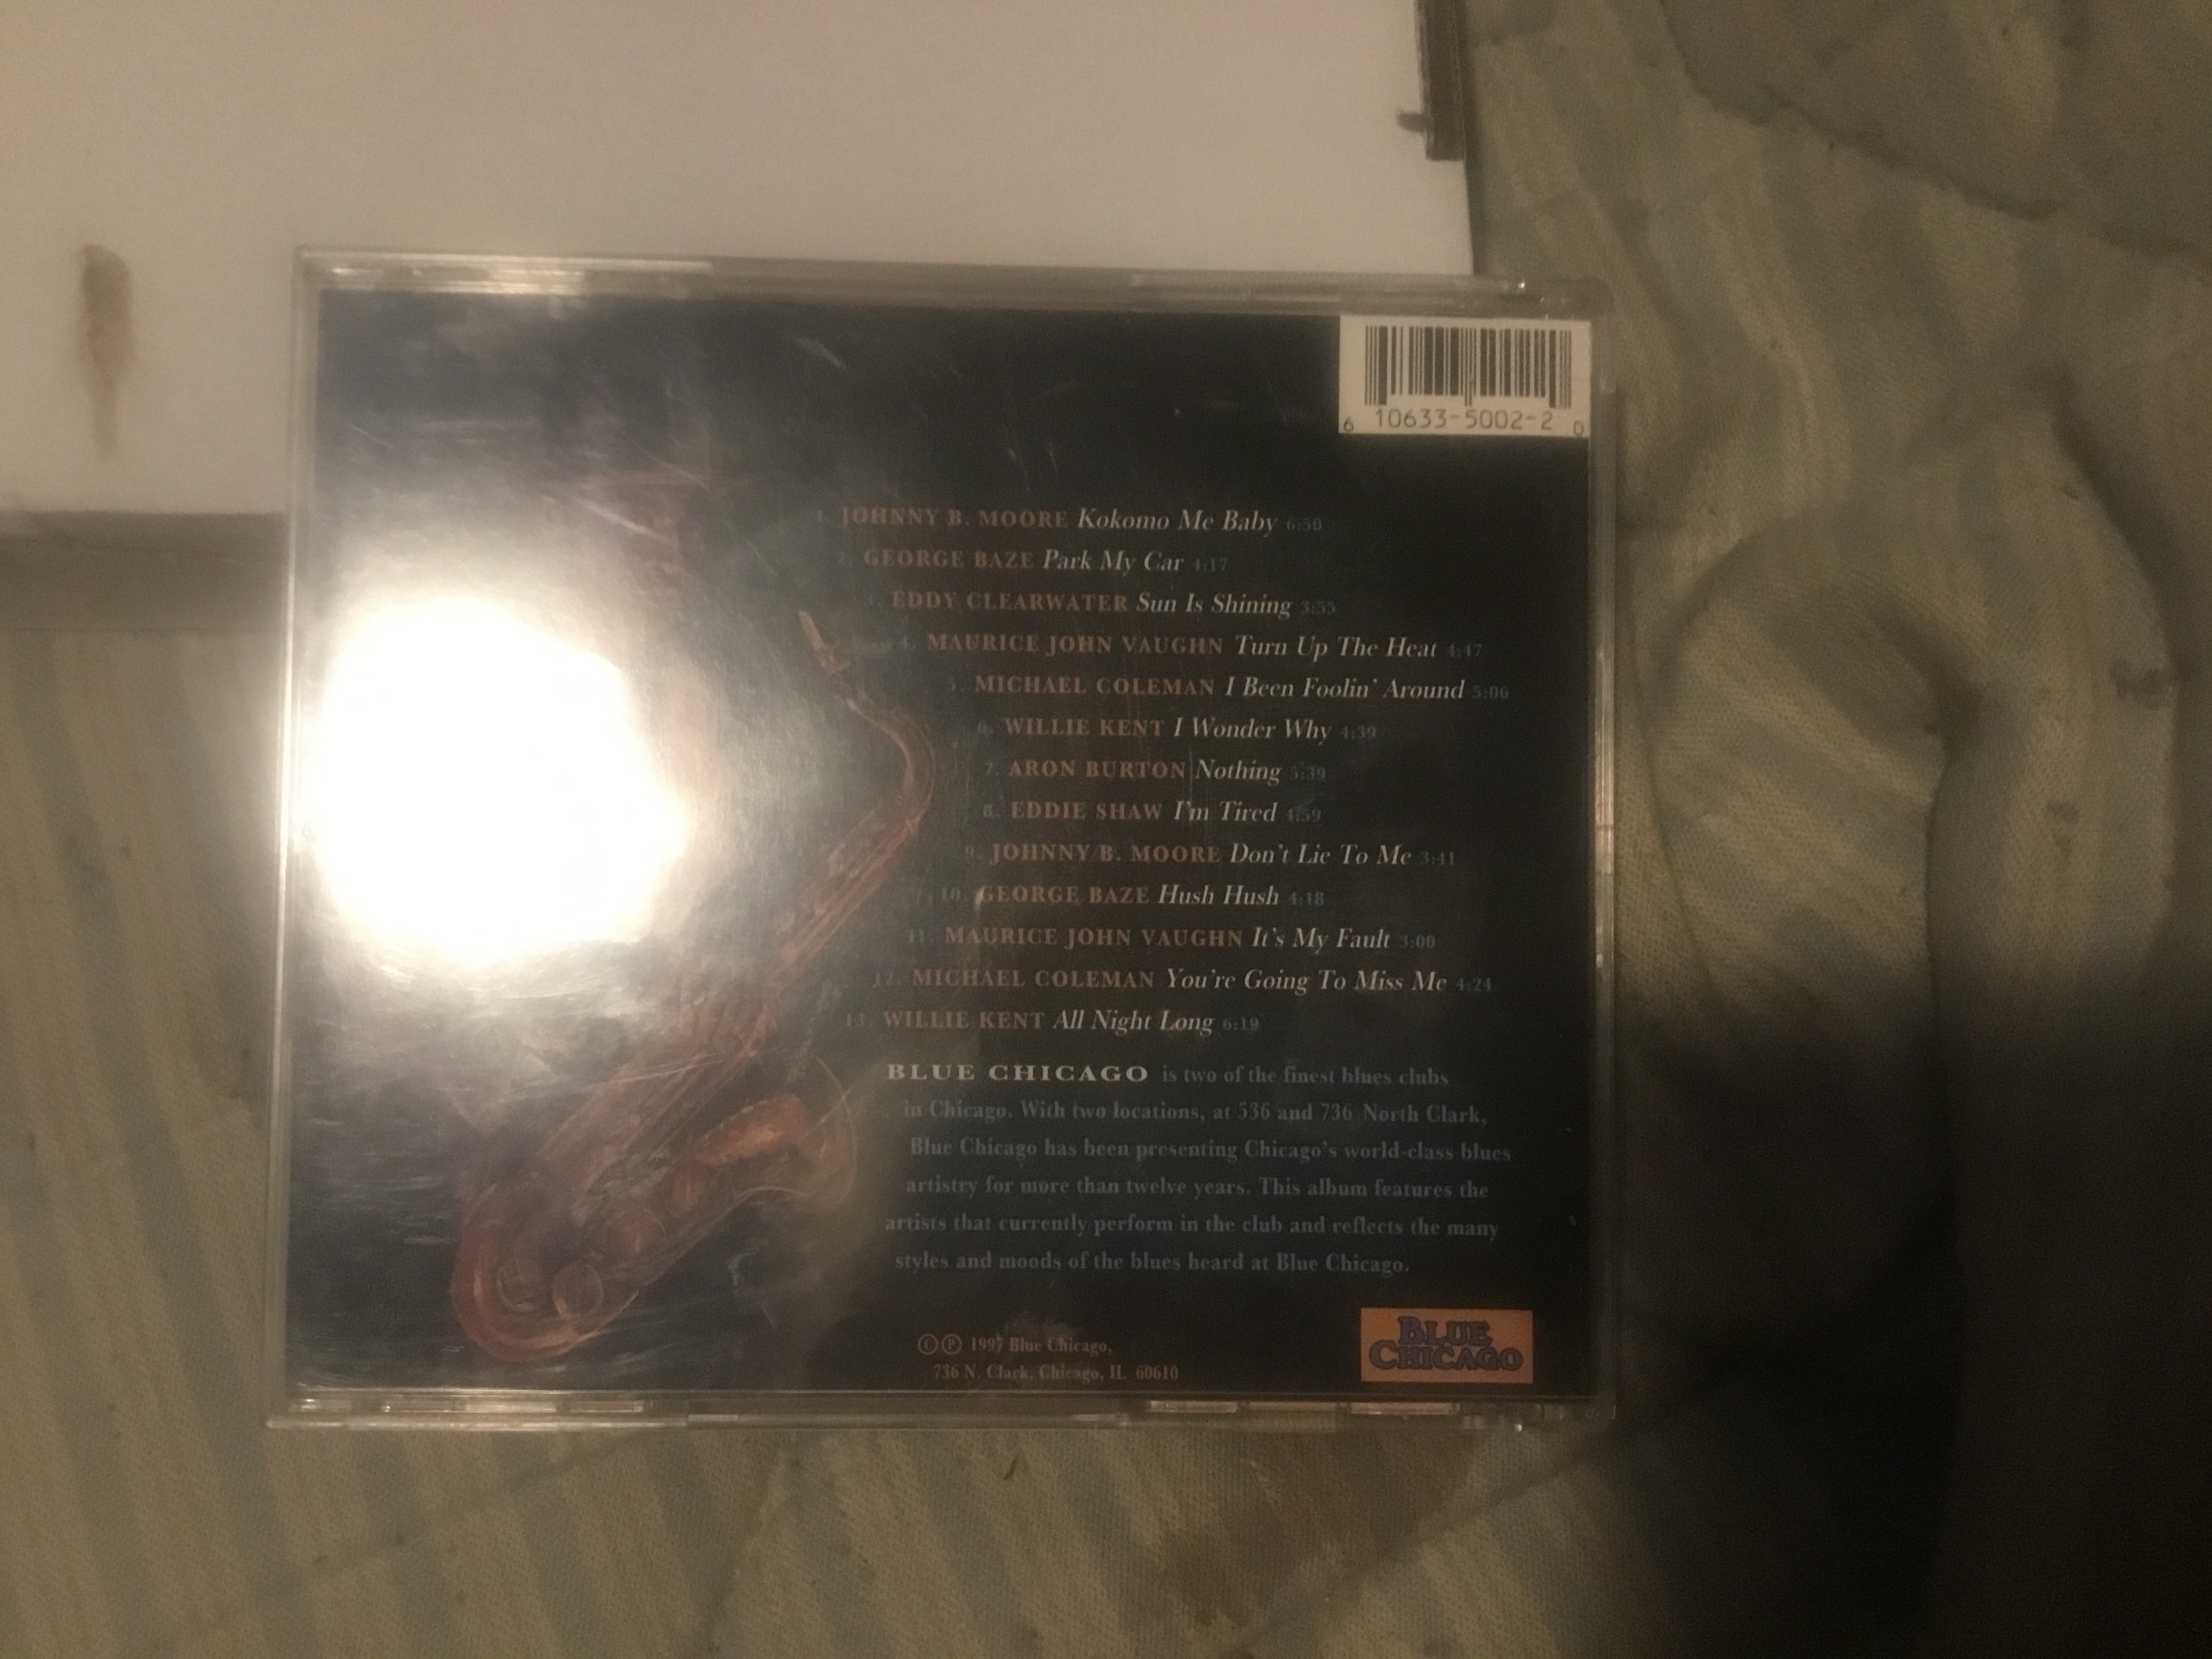 6 10633-5002-2 0
1. JOHNNY B. MOORE Kokomo Me Baby 6:50
2. GEORGE BAZE Park My Car 4:17
3. EDDY CLEARWATER Sun Is Shining 3:55
4. MAURICE JOHN VAUGHN Turn Up The Heat 4:47
5. MICHAEL COLEMAN I Been Foolin' Around 5:06
6. WILLIE KENT I Wonder Why 4:39
7. ARON BURTON Nothing 5:39
8. EDDIE SHAW I'm Tired 4:59
9. JOHNNY B. MOORE Don't Lie To Me 3:41
10. GEORGE BAZE Hush Hush 4:18
11. MAURICE JOHN VAUGHN It's My Fault 3:00
12. MICHAEL COLEMAN You're Going To Miss Me 4:24
13. WILLIE KENT All Night Long 6:19
BLUE CHICAGO is two of the finest blues clubs
in Chicago. With two locations, at 536 and 736 North Clark,
Blue Chicago has been presenting Chicago's world-class blues
artistry for more than twelve years. This album features the
artists that currently perform in the club and reflects the many
styles and moods of the blues heard at Blue Chicago.
©℗ 1997 Blue Chicago,
736 N. Clark, Chicago, IL 60610
BLUE
CHICAGO